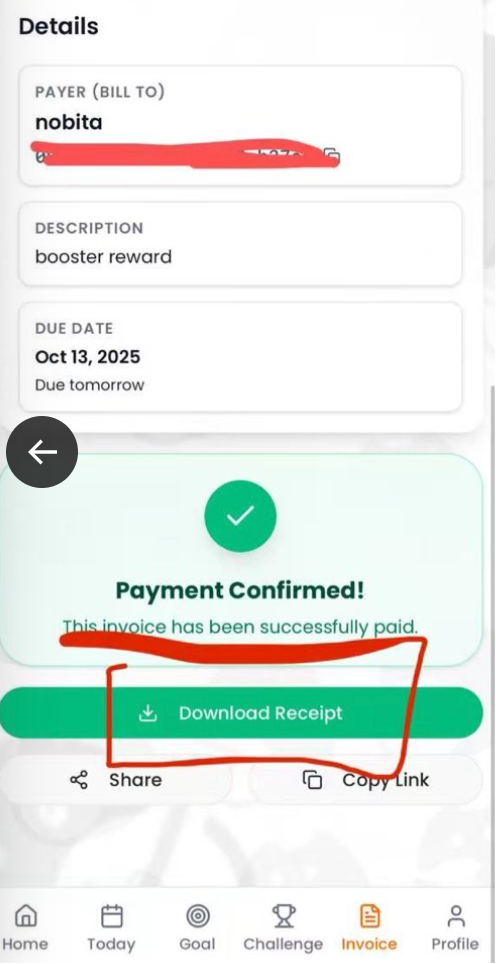 Details
PAYER (BILL TO)
nobita
DESCRIPTION
booster reward
DUE DATE
Oct 13, 2025
Due tomorrow
Payment Confirmed!
This invoice has been successfully paid.
Download Receipt
Share
Copy Link
Home
Today
Goal
Challenge
Invoice
Profile